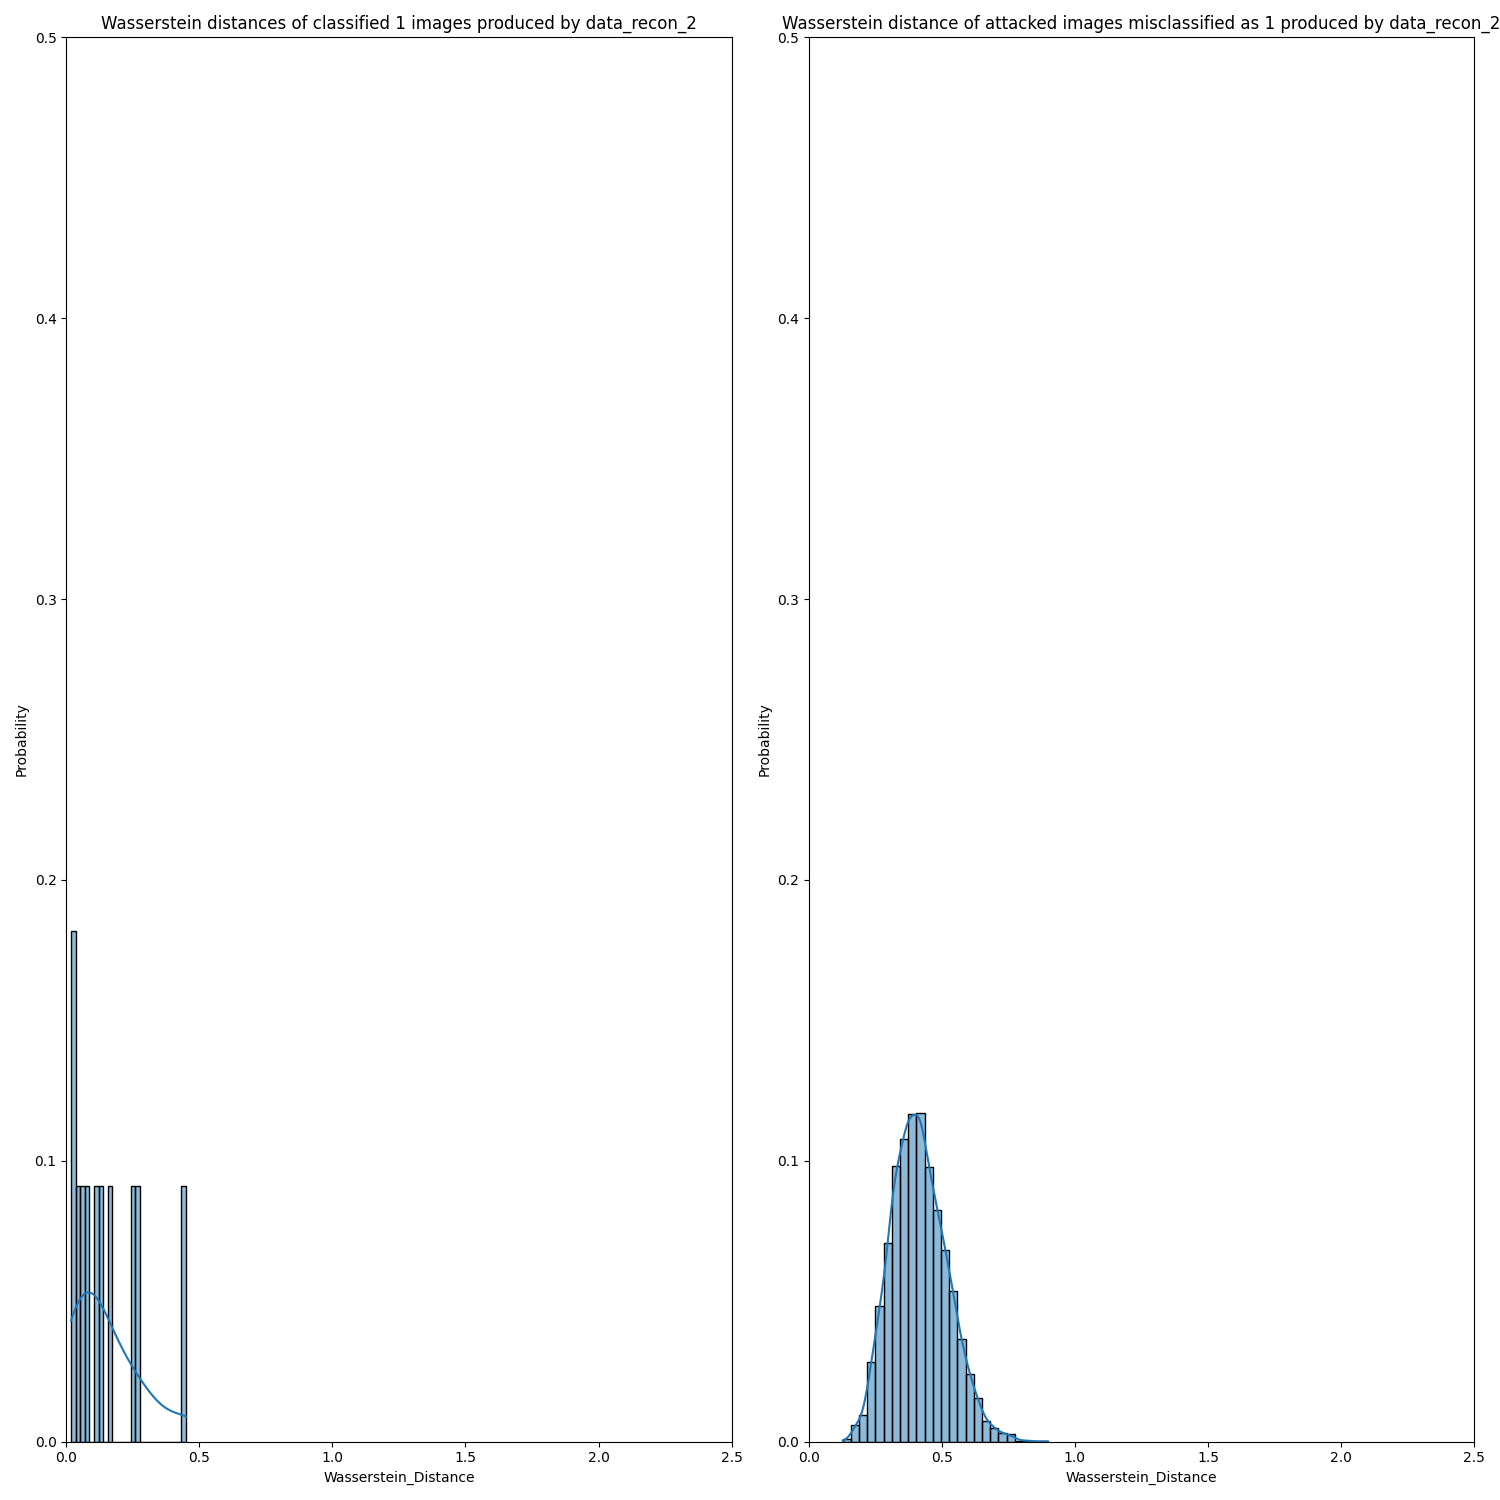 Wasserstein distances of classified 1 images produced by data_recon_2
0.5
0.4
0.3
0.2
0.1
0.0
Probability
0.0 0.5 1.0 1.5 2.0 2.5
Wasserstein_Distance
Wasserstein distance of attacked images misclassified as 1 produced by data_recon_2
0.5
0.4
0.3
0.2
0.1
0.0
Probability
0.0 0.5 1.0 1.5 2.0 2.5
Wasserstein_Distance